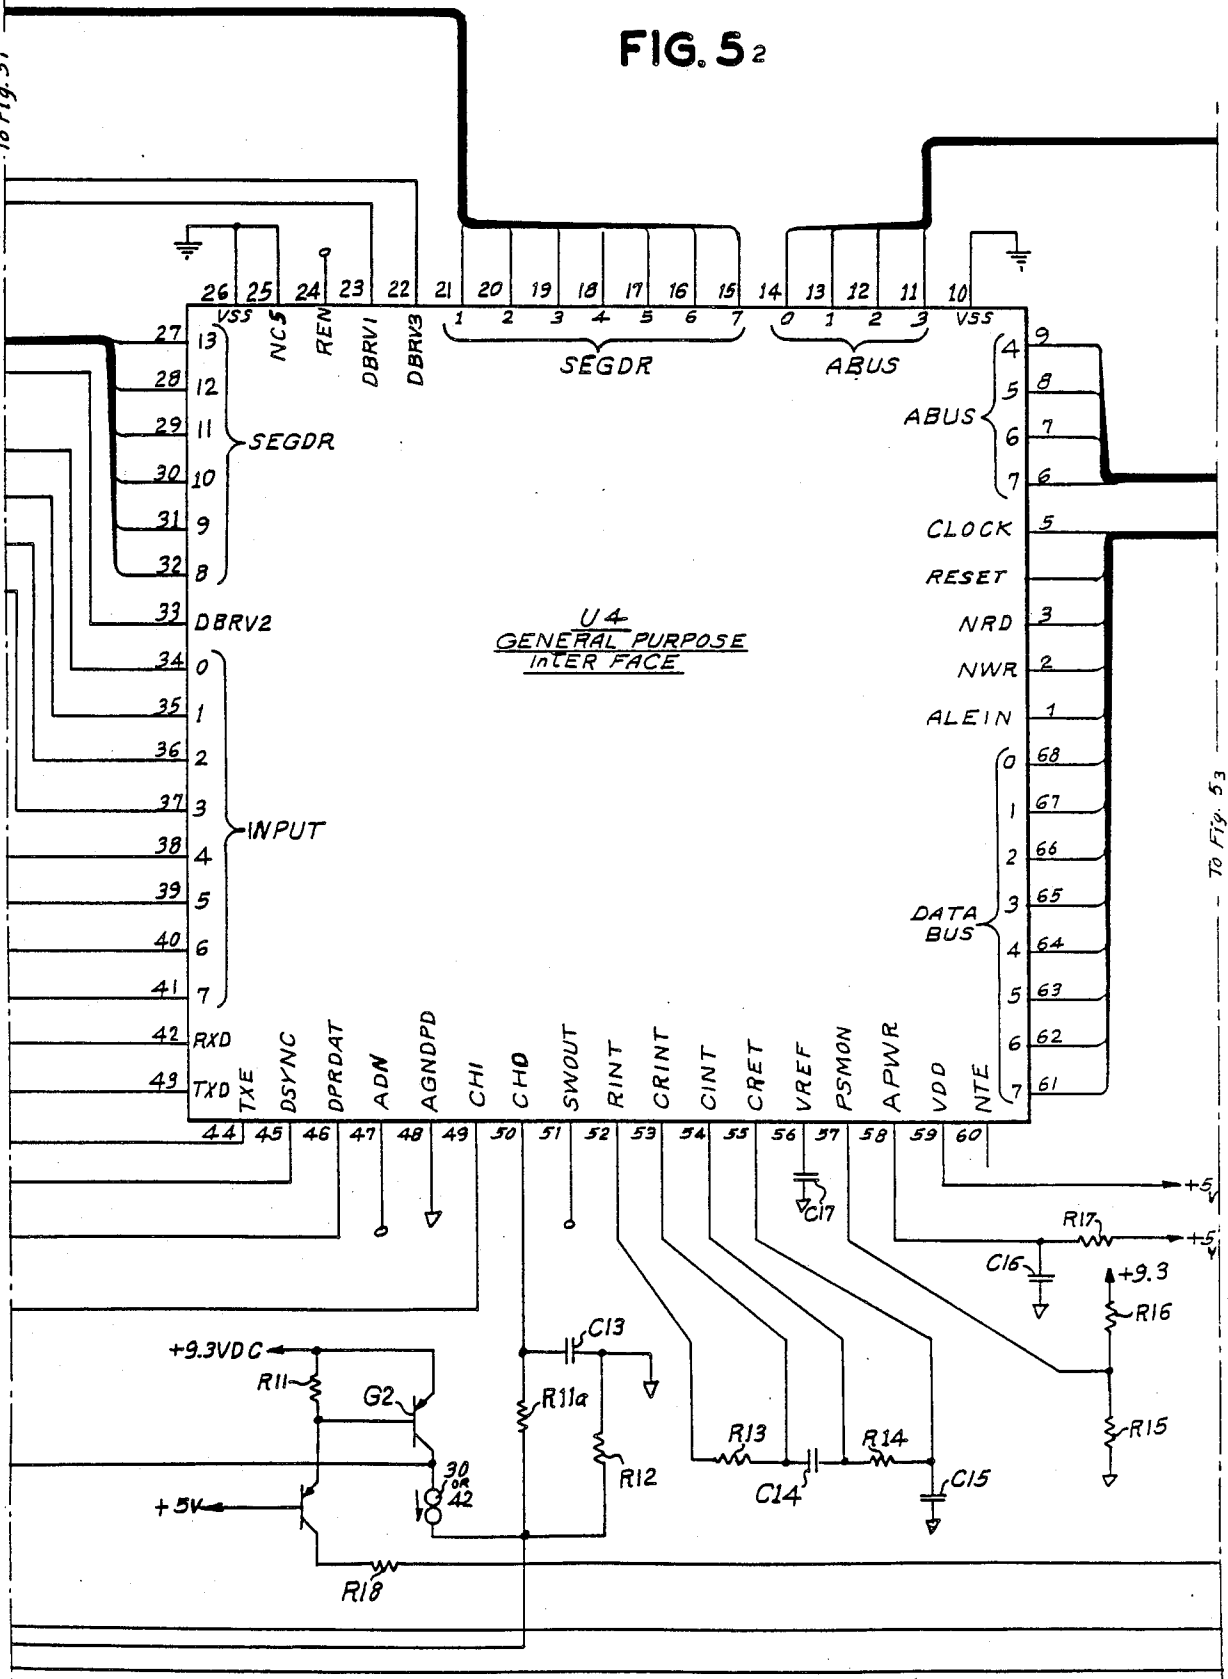 FIG. 5 2
To Fig. 51
26 25 24 23 22 21 20 19 18 17 16 15 14 13 12 11 10
VSS NC5 REN DBRV1 DBRV3 1 2 3 4 5 6 7 0 1 2 3 VSS
SEGDR ABUS
27 13
28 12
29 11
30 10
31 9
32 8
SEGDR
33 DBRV2
34 0
35 1
36 2
37 3
38 4
39 5
40 6
41 7
INPUT
42 RXD
43 TXD
U4
GENERAL PURPOSE
InTER FACE
4 9
5 8
6 7
7 6
ABUS
CLOCK 5
RESET
NRD 3
NWR 2
ALEIN 1
0 68
1 67
2 66
3 65
4 64
5 63
6 62
7 61
DATA
BUS
To Fig. 53
TXE DSYNC DPRDAT ADN AGNDPD CHI CHO SWOUT RINT CRINT CINT CRET VREF PSMON APWR VDD NTE
44 45 46 47 48 49 50 51 52 53 54 55 56 57 58 59 60
C17
+5V
R17
+5V
C16
+9.3
R16
C13
+9.3VDC
R11
G2
R11a
R13
R14
R15
R12
30
OR
42
C14
C15
+5V
R18